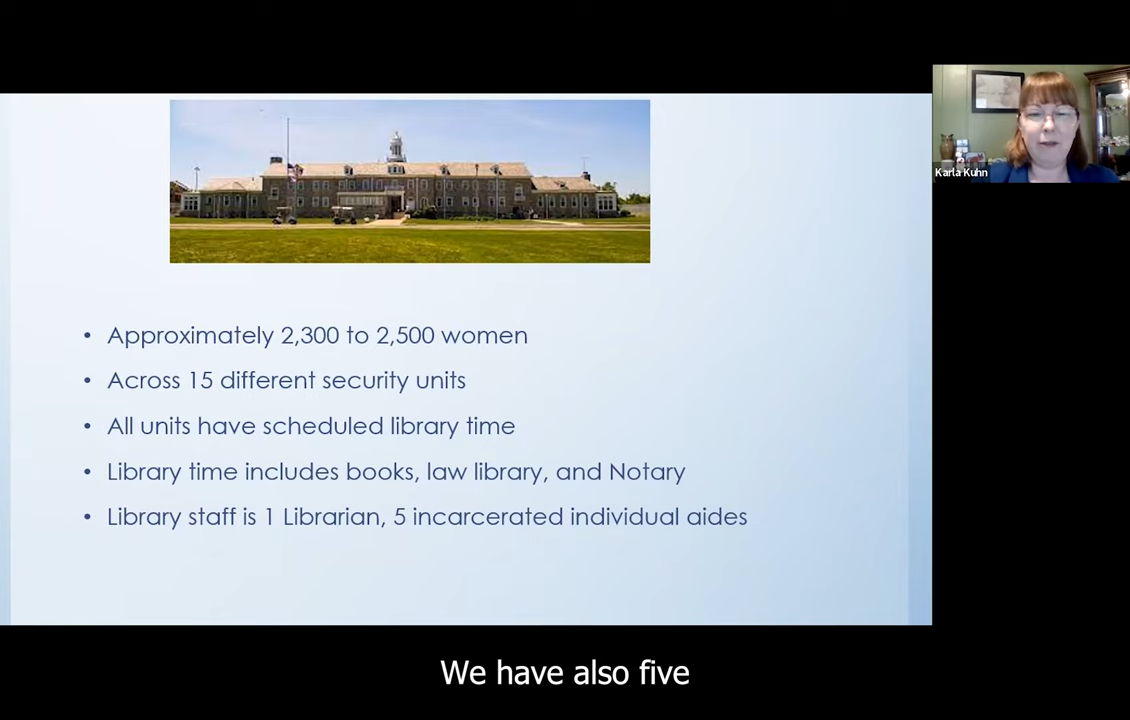 Karla Kuhn
• Approximately 2,300 to 2,500 women
• Across 15 different security units
• All units have scheduled library time
• Library time includes books, law library, and Notary
• Library staff is 1 Librarian, 5 incarcerated individual aides
We have also five